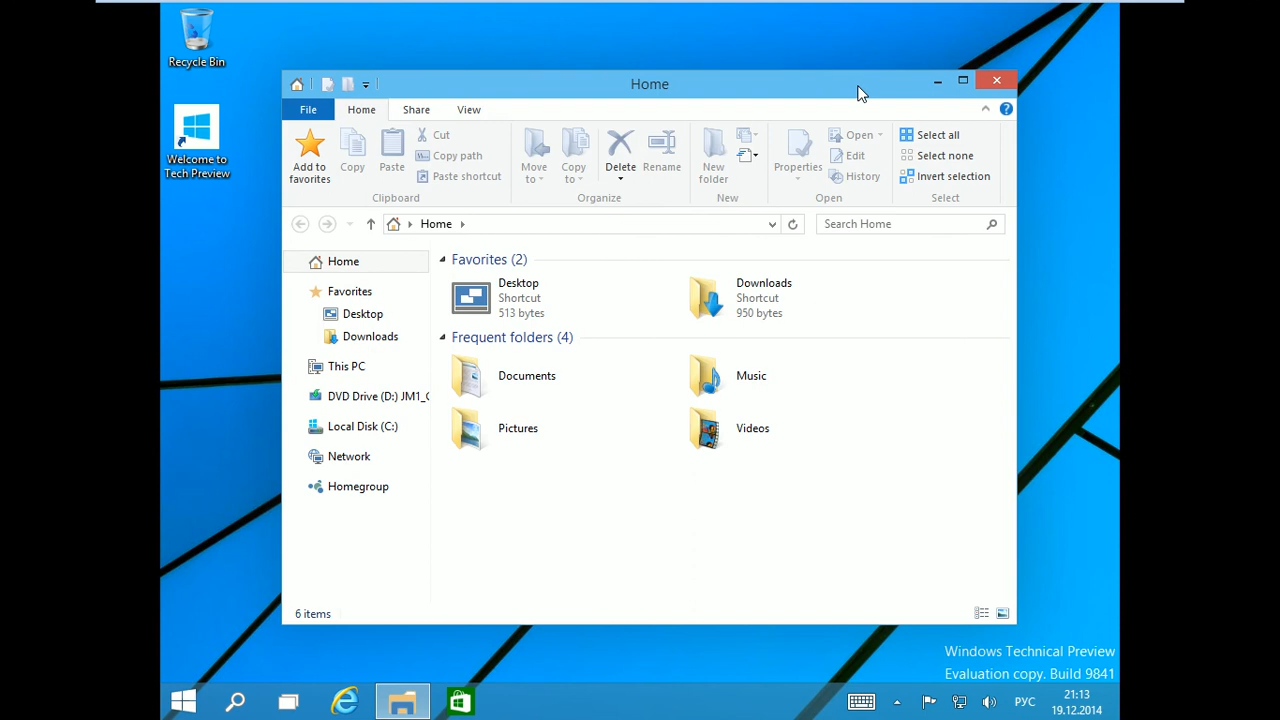 Recycle Bin
Welcome to
Tech Preview
Home
File
Home
Share
View
Add to
favorites
Copy
Paste
Cut
Copy path
Paste shortcut
Clipboard
Move
to
Copy
to
Delete
Rename
Organize
New
folder
New
Properties
Open
Edit
History
Open
Select all
Select none
Invert selection
Select
Home
Search Home
Home
Favorites
Desktop
Downloads
This PC
DVD Drive (D:) JM1_
Local Disk (C:)
Network
Homegroup
Favorites (2)
Desktop
Shortcut
513 bytes
Downloads
Shortcut
950 bytes
Frequent folders (4)
Documents
Music
Pictures
Videos
6 items
Windows Technical Preview
Evaluation copy. Build 9841
РУС
21:13
19.12.2014